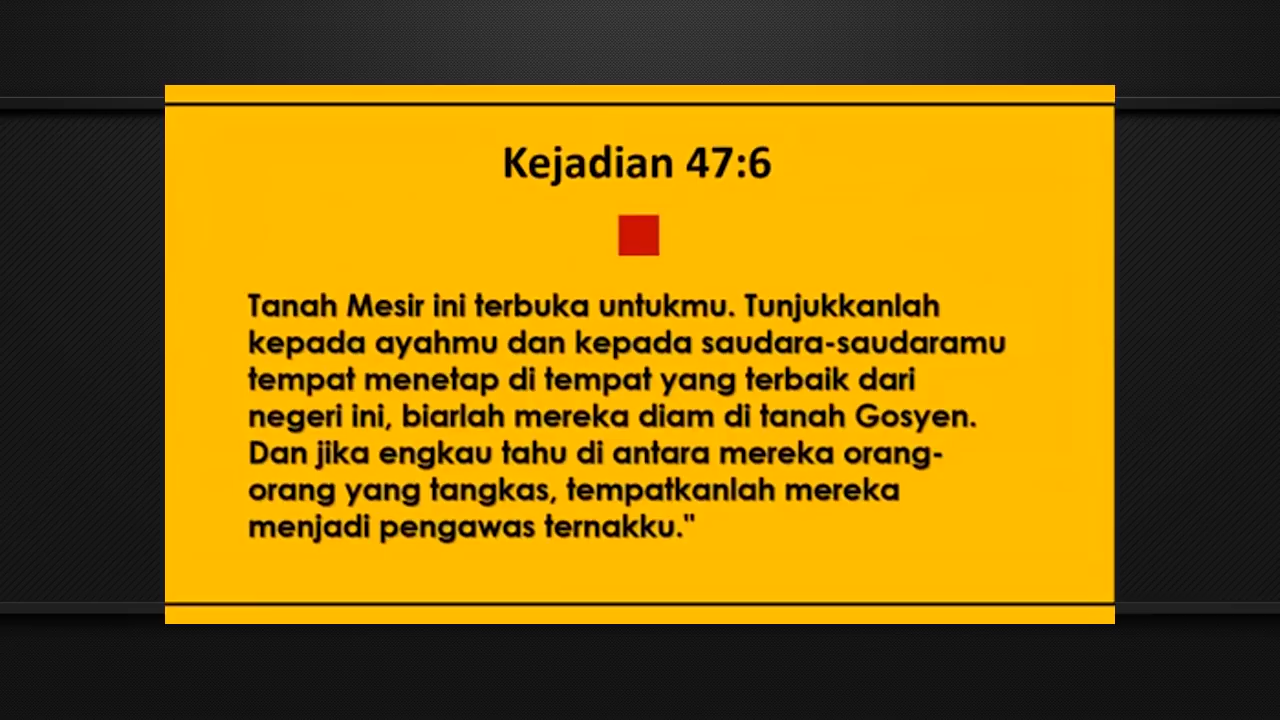 Kejadian 47:6
Tanah Mesir ini terbuka untukmu. Tunjukkanlah
kepada ayahmu dan kepada saudara-saudaramu
tempat menetap di tempat yang terbaik dari
negeri ini, biarlah mereka diam di tanah Gosyen.
Dan jika engkau tahu di antara mereka orang-
orang yang tangkas, tempatkanlah mereka
menjadi pengawas ternakku."